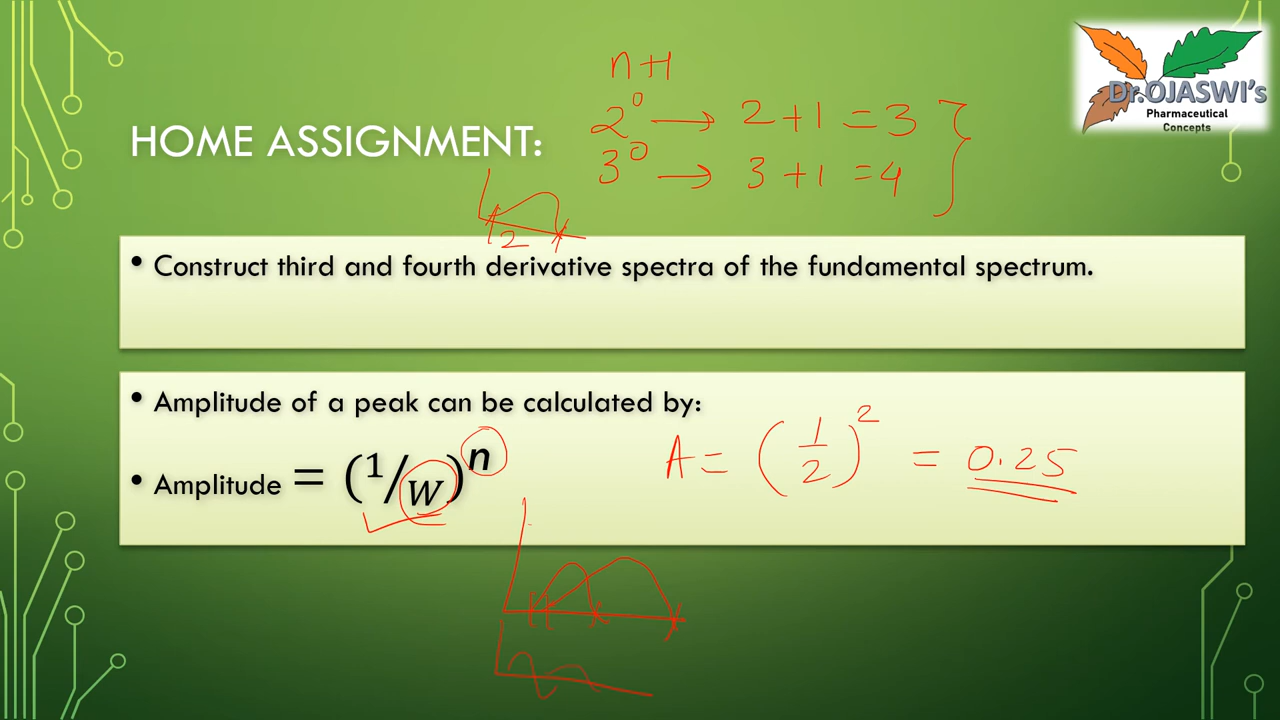 n+1
2⁰ → 2+1 = 3
3⁰ → 3+1 = 4
Dr.OJASWI's
Pharmaceutical
Concepts
HOME ASSIGNMENT:
2
• Construct third and fourth derivative spectra of the fundamental spectrum.
• Amplitude of a peak can be calculated by:
• Amplitude = (1/W)ⁿ
A = (1/2)² = 0.25